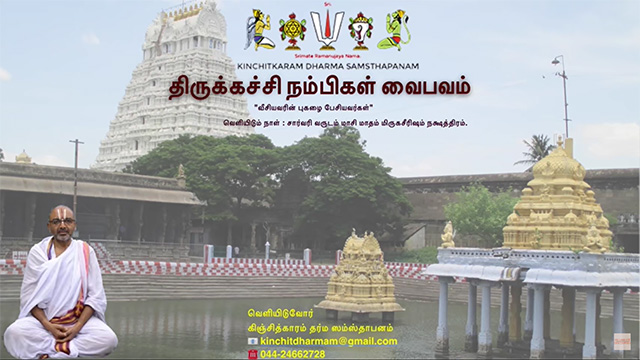 Sri:
Srimate Ramanujaya Nama:
KINCHITKARAM DHARMA SAMSTHAPANAM
திருக்கச்சி நம்பிகள் வைபவம்
"வீசியவரின் புகழை பேசியவர்கள்"
வெளியிடும் நாள் : சார்வரி வருடம் மாசி மாதம் மிருகசீரிஷம் நக்ஷத்திரம்.
வெளியிடுவோர்
கிஞ்சித்காரம் தர்ம ஸம்ஸ்தாபனம்
kinchitdharmam@gmail.com
044-24662728